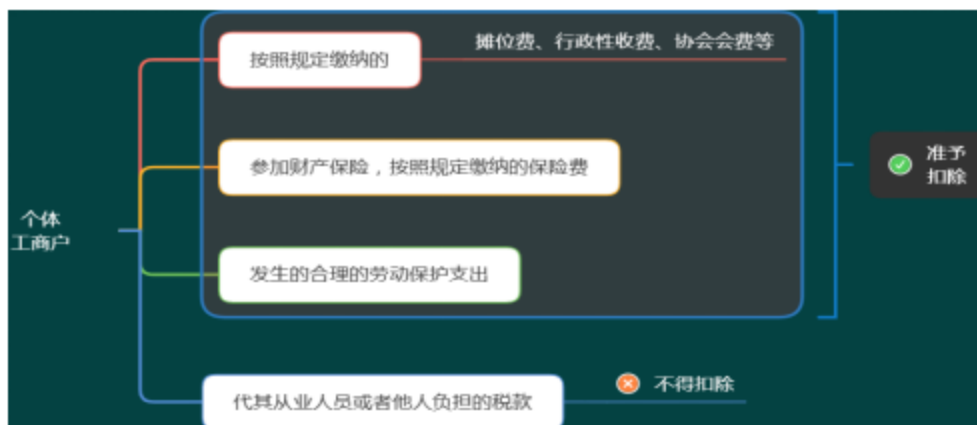 按照规定缴纳的
摊位费、行政性收费、协会会费等
参加财产保险，按照规定缴纳的保险费
准予
扣除
个体
工商户
发生的合理的劳动保护支出
代其从业人员或者他人负担的税款
不得扣除